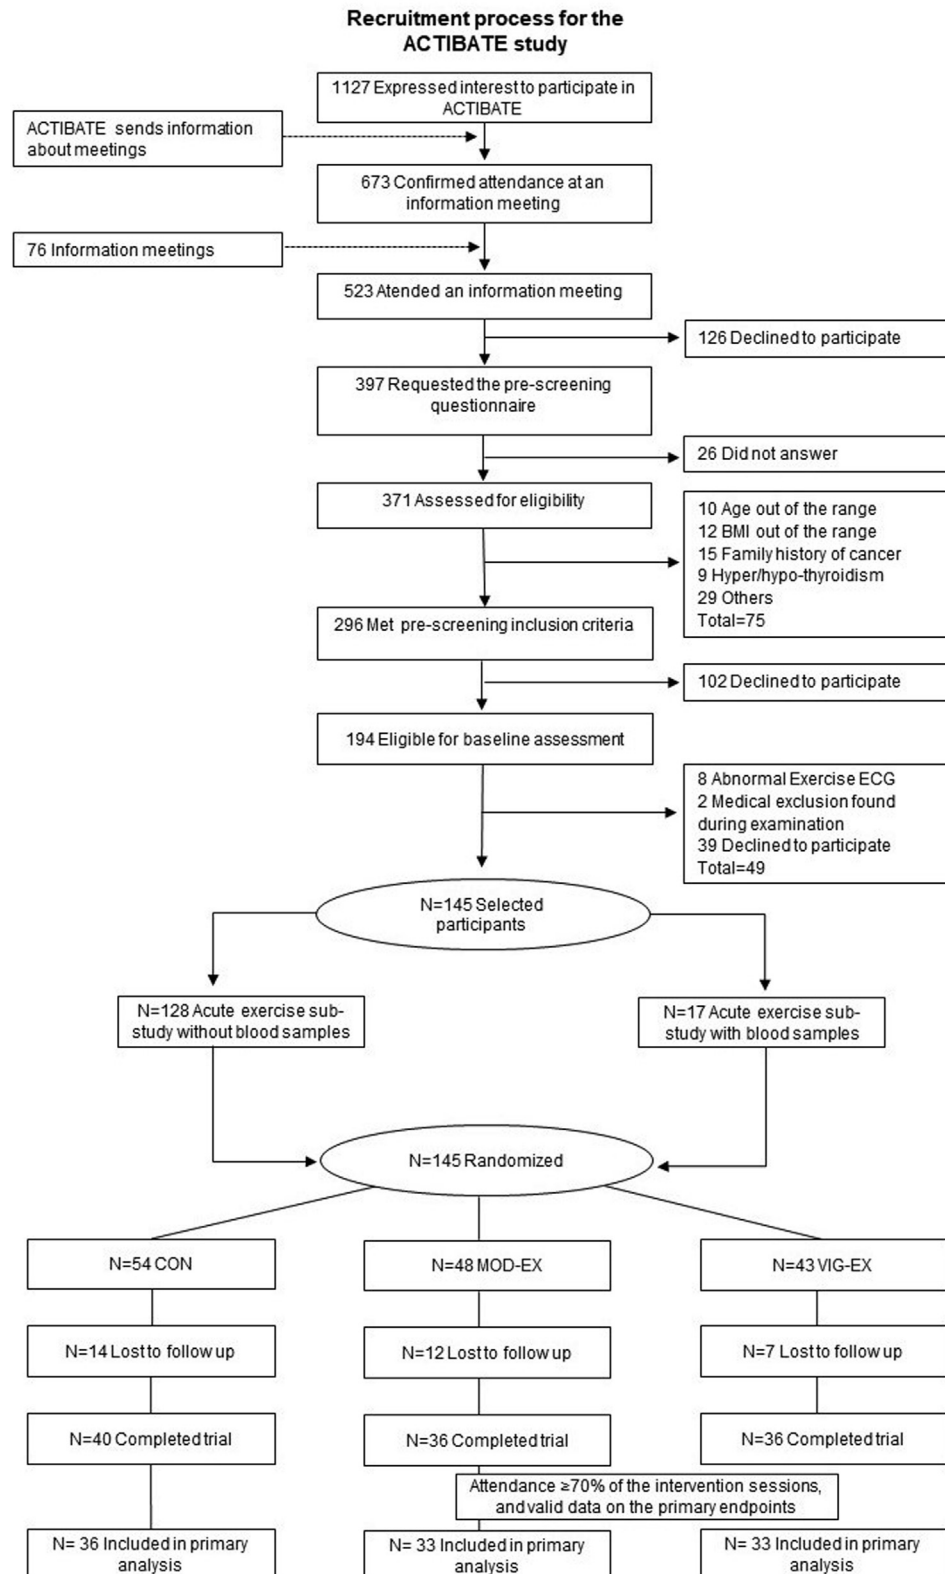 Recruitment process for the
ACTIBATE study
1127 Expressed interest to participate in
ACTIBATE
ACTIBATE sends information
about meetings
673 Confirmed attendance at an
information meeting
76 Information meetings
523 Atended an information meeting
126 Declined to participate
397 Requested the pre-screening
questionnaire
26 Did not answer
371 Assessed for eligibility
10 Age out of the range
12 BMI out of the range
15 Family history of cancer
9 Hyper/hypo-thyroidism
29 Others
Total=75
296 Met pre-screening inclusion criteria
102 Declined to participate
194 Eligible for baseline assessment
8 Abnormal Exercise ECG
2 Medical exclusion found
during examination
39 Declined to participate
Total=49
N=145 Selected
participants
N=128 Acute exercise sub-
study without blood samples
N=17 Acute exercise sub-
study with blood samples
N=145 Randomized
N=54 CON
N=48 MOD-EX
N=43 VIG-EX
N=14 Lost to follow up
N=12 Lost to follow up
N=7 Lost to follow up
N=40 Completed trial
N=36 Completed trial
N=36 Completed trial
Attendance ≥70% of the intervention sessions,
and valid data on the primary endpoints
N= 36 Included in primary
analysis
N= 33 Included in primary
analysis
N= 33 Included in primary
analysis